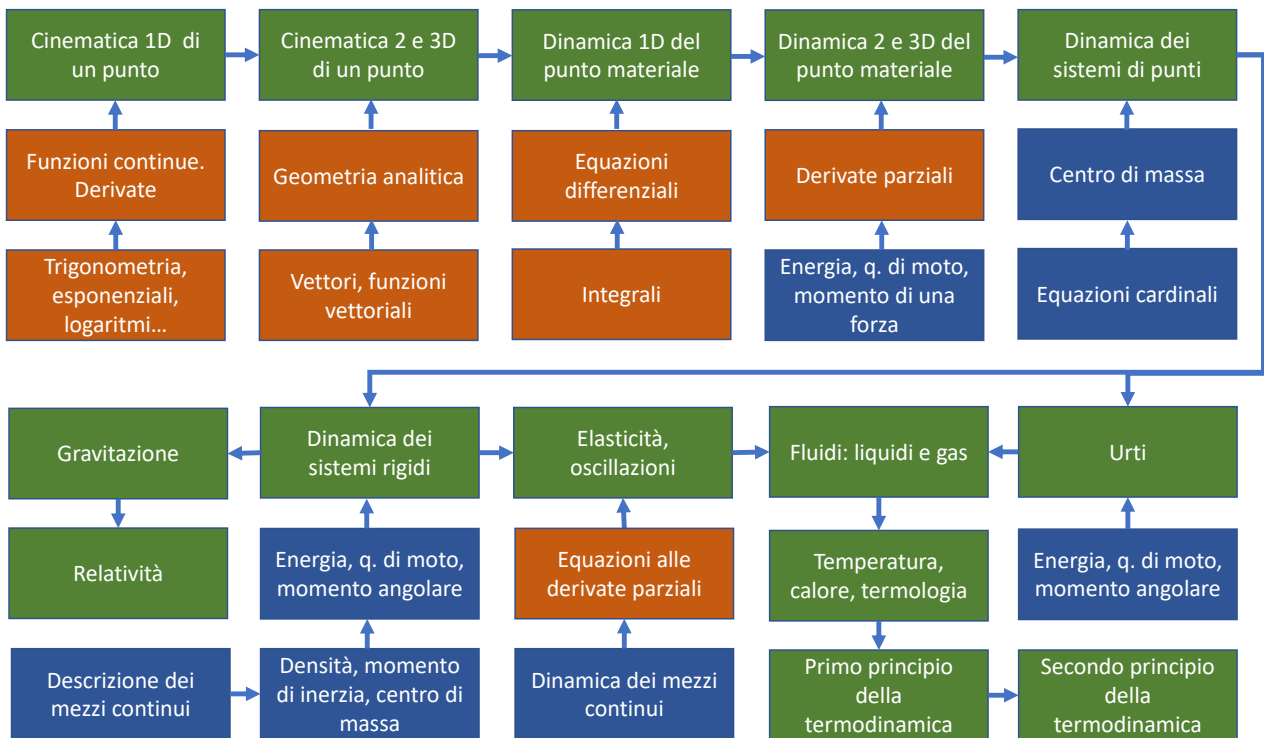 Cinematica 1D di
un punto
Cinematica 2 e 3D
di un punto
Dinamica 1D del
punto materiale
Dinamica 2 e 3D del
punto materiale
Dinamica dei
sistemi di punti
Funzioni continue.
Derivate
Geometria analitica
Equazioni
differenziali
Derivate parziali
Centro di massa
Trigonometria,
esponenziali,
logaritmi…
Vettori, funzioni
vettoriali
Integrali
Energia, q. di moto,
momento di una
forza
Equazioni cardinali
Gravitazione
Dinamica dei
sistemi rigidi
Elasticità,
oscillazioni
Fluidi: liquidi e gas
Urti
Relatività
Energia, q. di moto,
momento angolare
Equazioni alle
derivate parziali
Temperatura,
calore, termologia
Energia, q. di moto,
momento angolare
Descrizione dei
mezzi continui
Densità, momento
di inerzia, centro di
massa
Dinamica dei mezzi
continui
Primo principio
della
termodinamica
Secondo principio
della
termodinamica